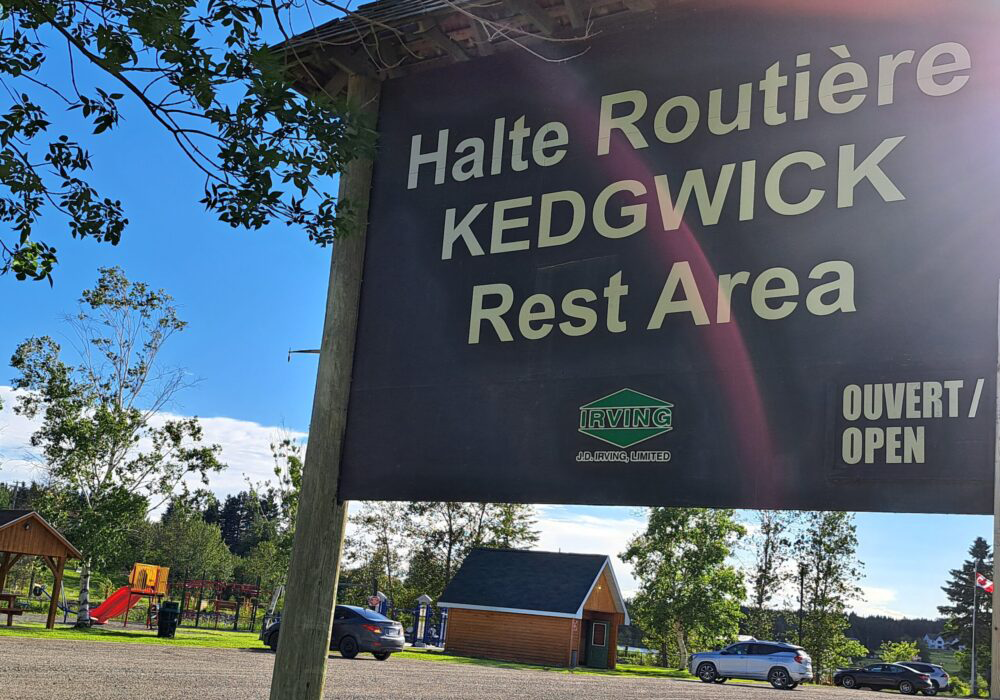 Halte Routière
KEDGWICK
Rest Area
IRVING
J.D. IRVING, LIMITED
OUVERT /
OPEN